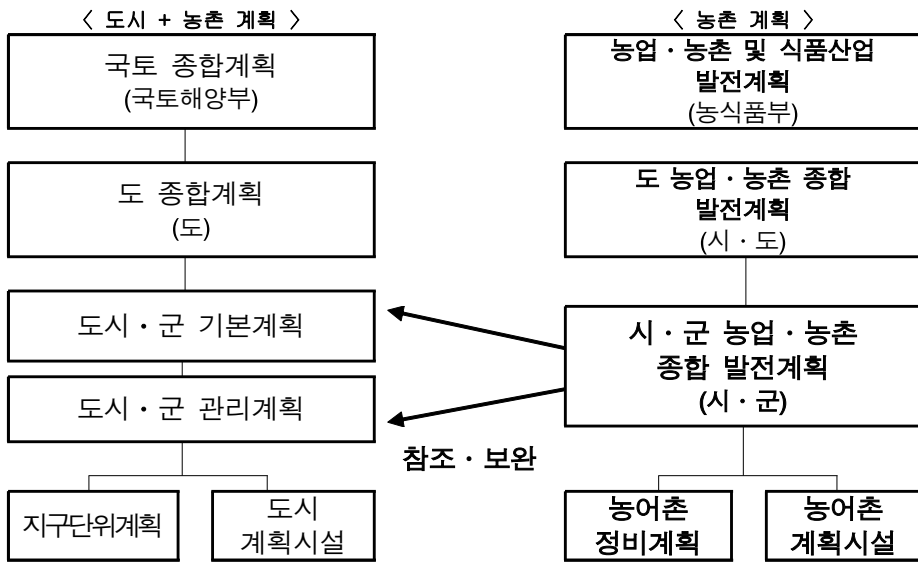 〈 도시 + 농촌 계획 〉
국토 종합계획
(국토해양부)
도 종합계획
(도)
도시・군 기본계획
도시・군 관리계획
지구단위계획
도시
계획시설
참조・보완
〈 농촌 계획 〉
농업・농촌 및 식품산업
발전계획
(농식품부)
도 농업・농촌 종합
발전계획
(시・도)
시・군 농업・농촌
종합 발전계획
(시・군)
농어촌
정비계획
농어촌
계획시설